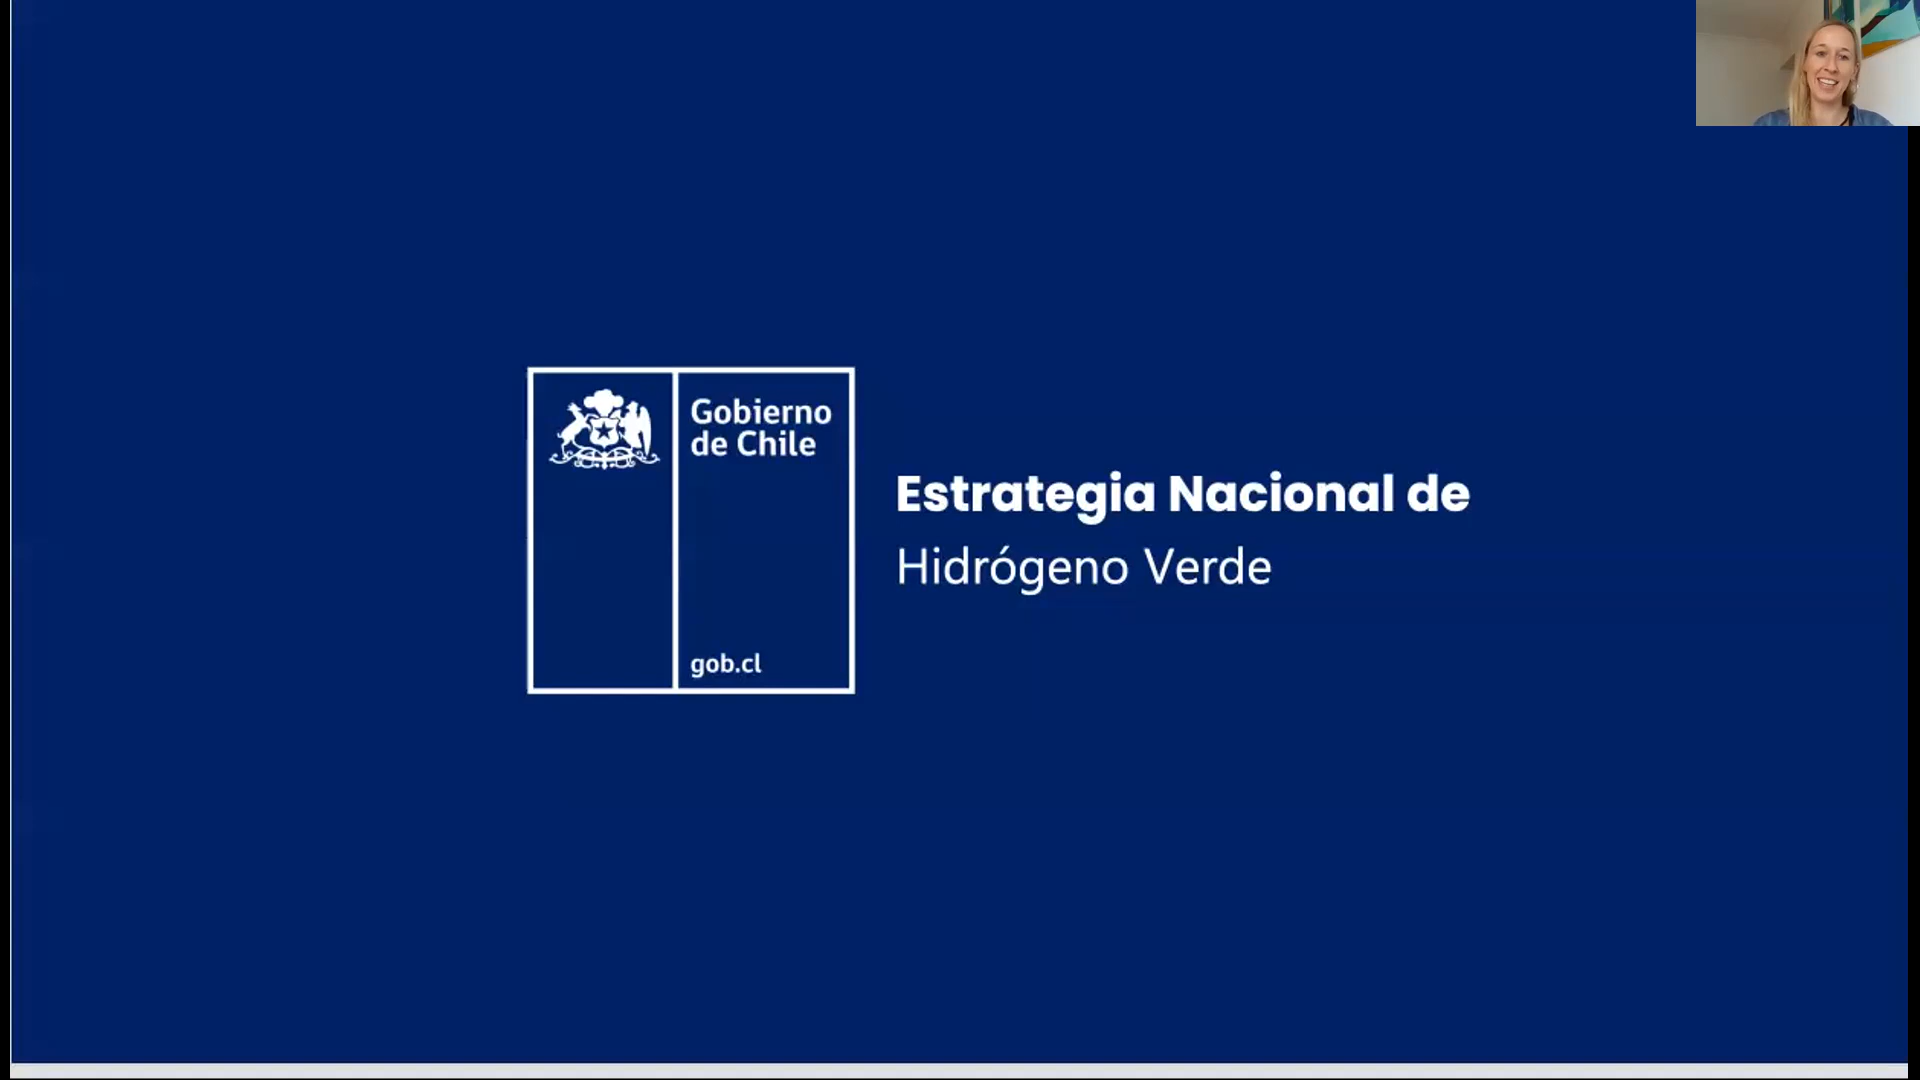 Gobierno
de Chile
Estrategia Nacional de
Hidrógeno Verde
gob.cl